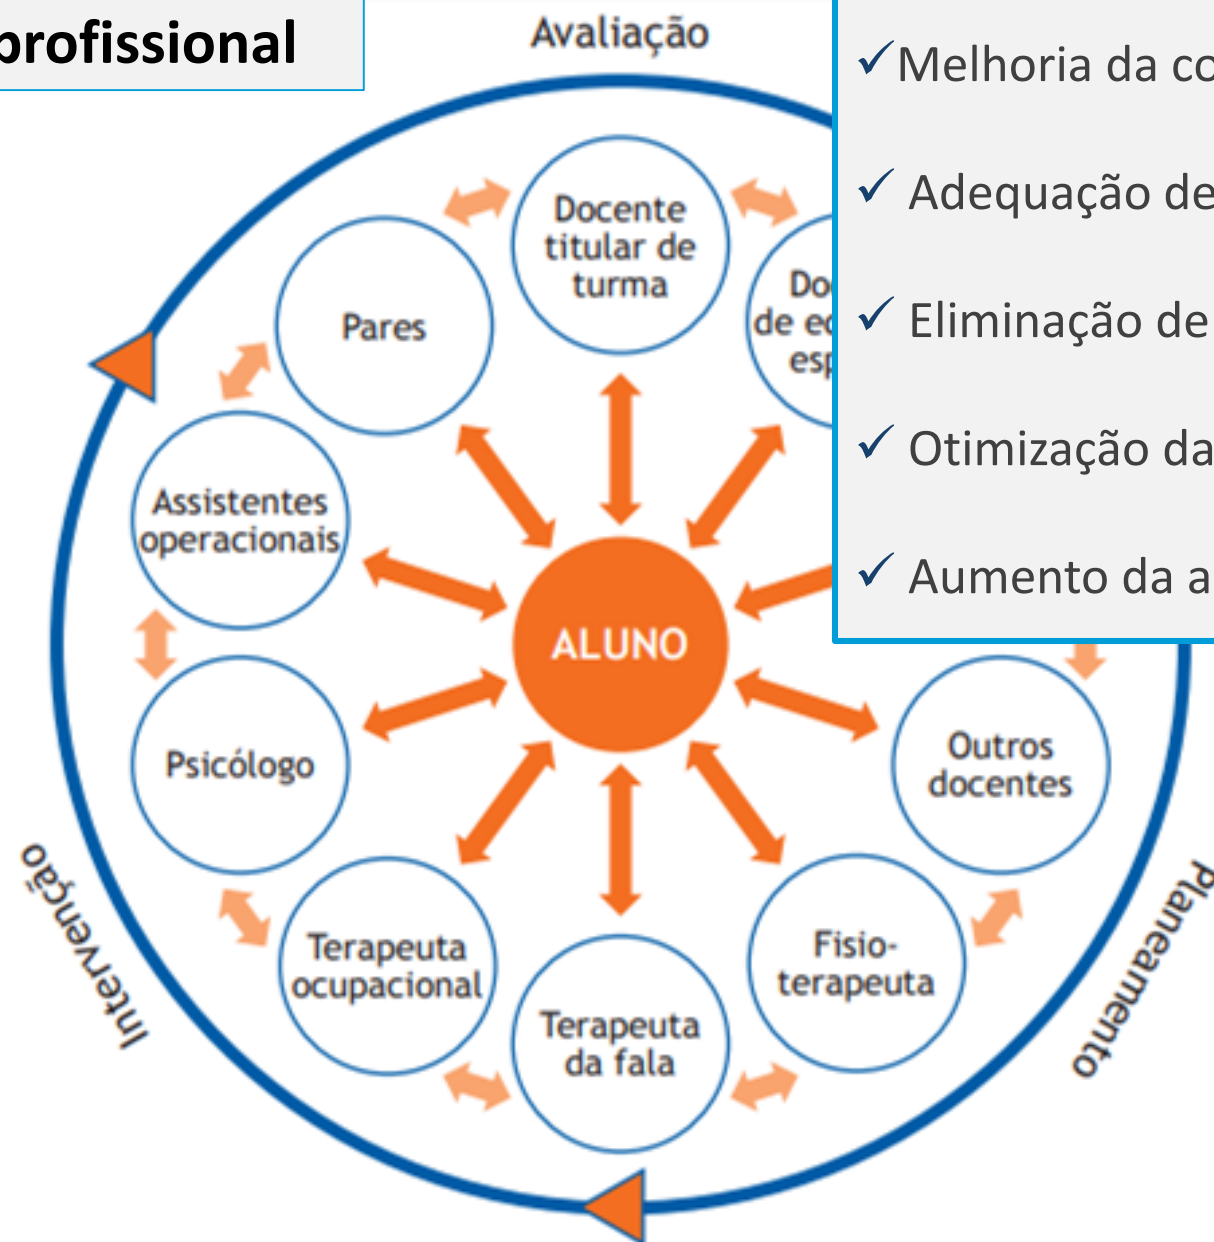 profissional
Avaliação
Melhoria da
Adequação de
Eliminação de
Otimização da
Aumento da
Docente
titular de
turma
de
Pares
Assistentes
operacionais
ALUNO
Psicólogo
Outros
docentes
Terapeuta
ocupacional
Fisio-
terapeuta
Terapeuta
da fala
Intervenção
Planeamento